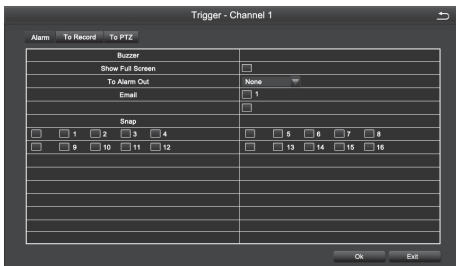 Trigger - Channel 1
Alarm To Record To PTZ
Buzzer
Show Full Screen
To Alarm Out None
Email 1
Snap
1 2 3 4 5 6 7 8
9 10 11 12 13 14 15 16
Ok Exit